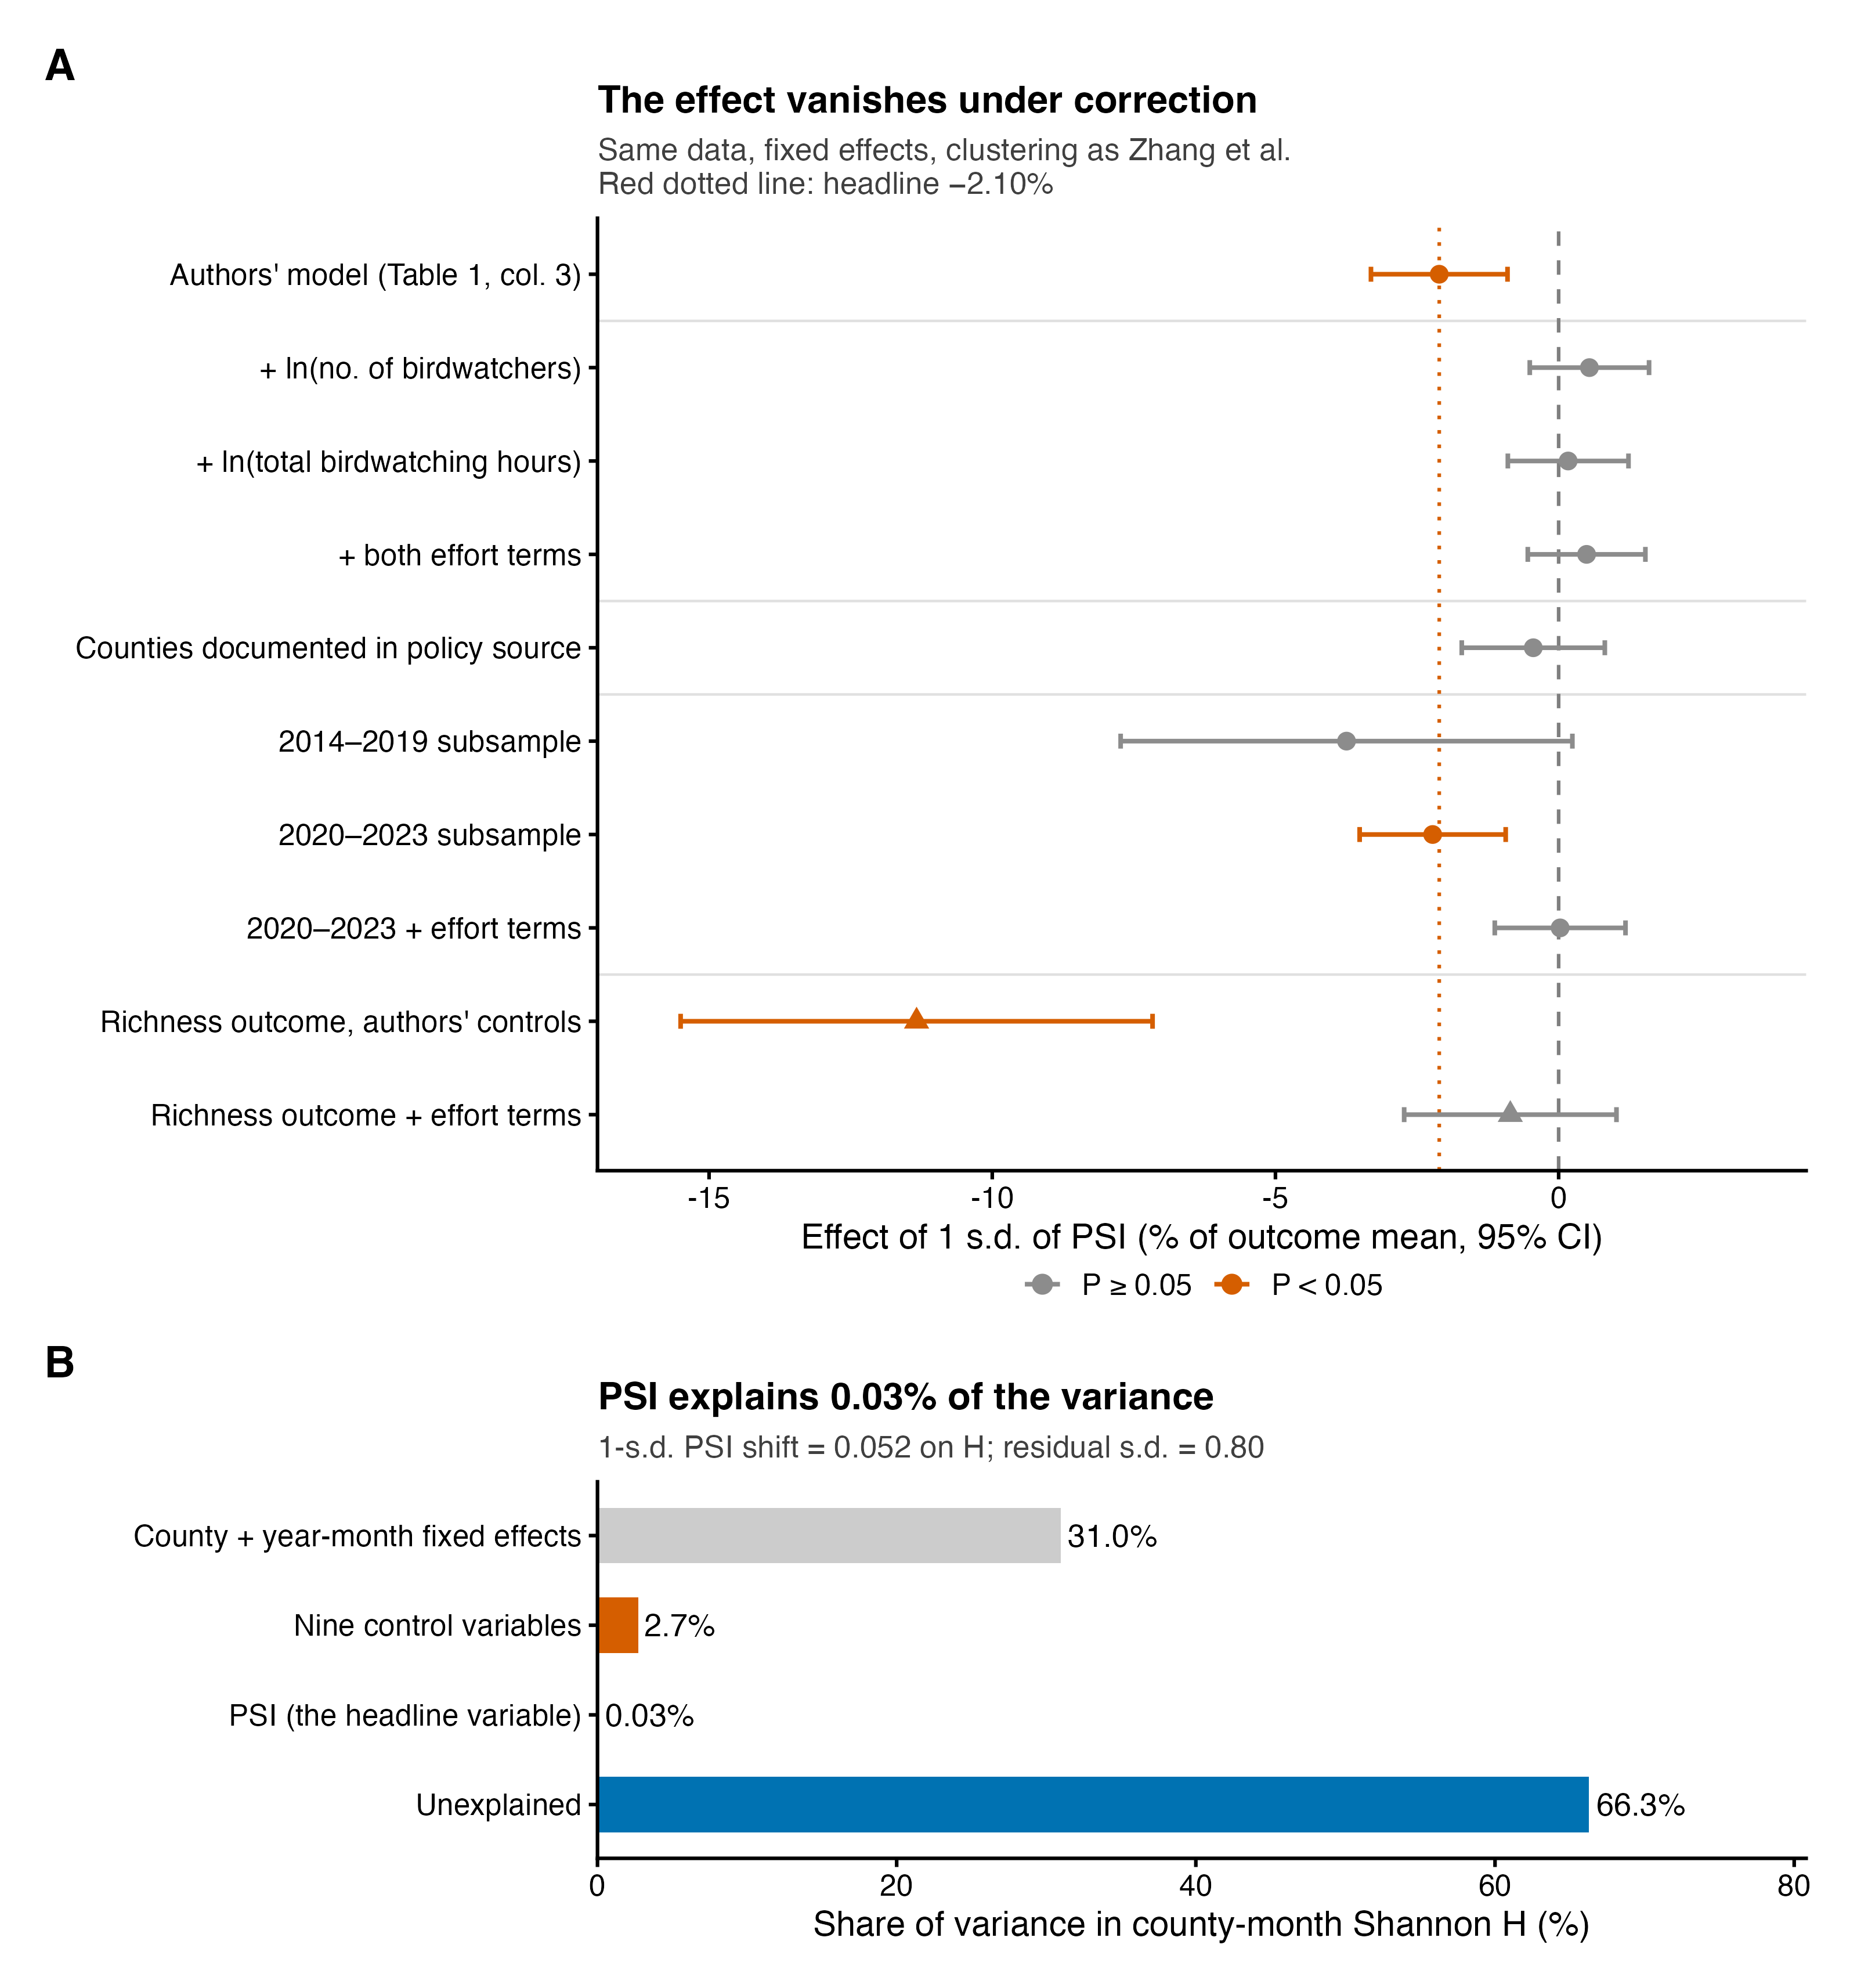 A
The effect vanishes under correction
Same data, fixed effects, clustering as Zhang et al.
Red dotted line: headline −2.10%
Authors' model (Table 1, col. 3)
+ ln(no. of birdwatchers)
+ ln(total birdwatching hours)
+ both effort terms
Counties documented in policy source
2014–2019 subsample
2020–2023 subsample
2020–2023 + effort terms
Richness outcome, authors' controls
Richness outcome + effort terms
-15 -10 -5 0
Effect of 1 s.d. of PSI (% of outcome mean, 95% CI)
P ≥ 0.05 P < 0.05
B
PSI explains 0.03% of the variance
1-s.d. PSI shift = 0.052 on H; residual s.d. = 0.80
County + year-month fixed effects 31.0%
Nine control variables 2.7%
PSI (the headline variable) 0.03%
Unexplained 66.3%
0 20 40 60 80
Share of variance in county-month Shannon H (%)